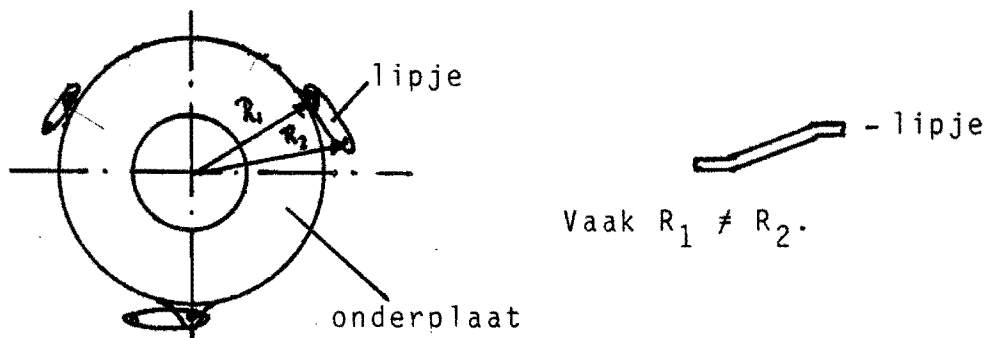 lipje
R₁
R₂
- lipje
Vaak R₁ ≠ R₂.
onderplaat